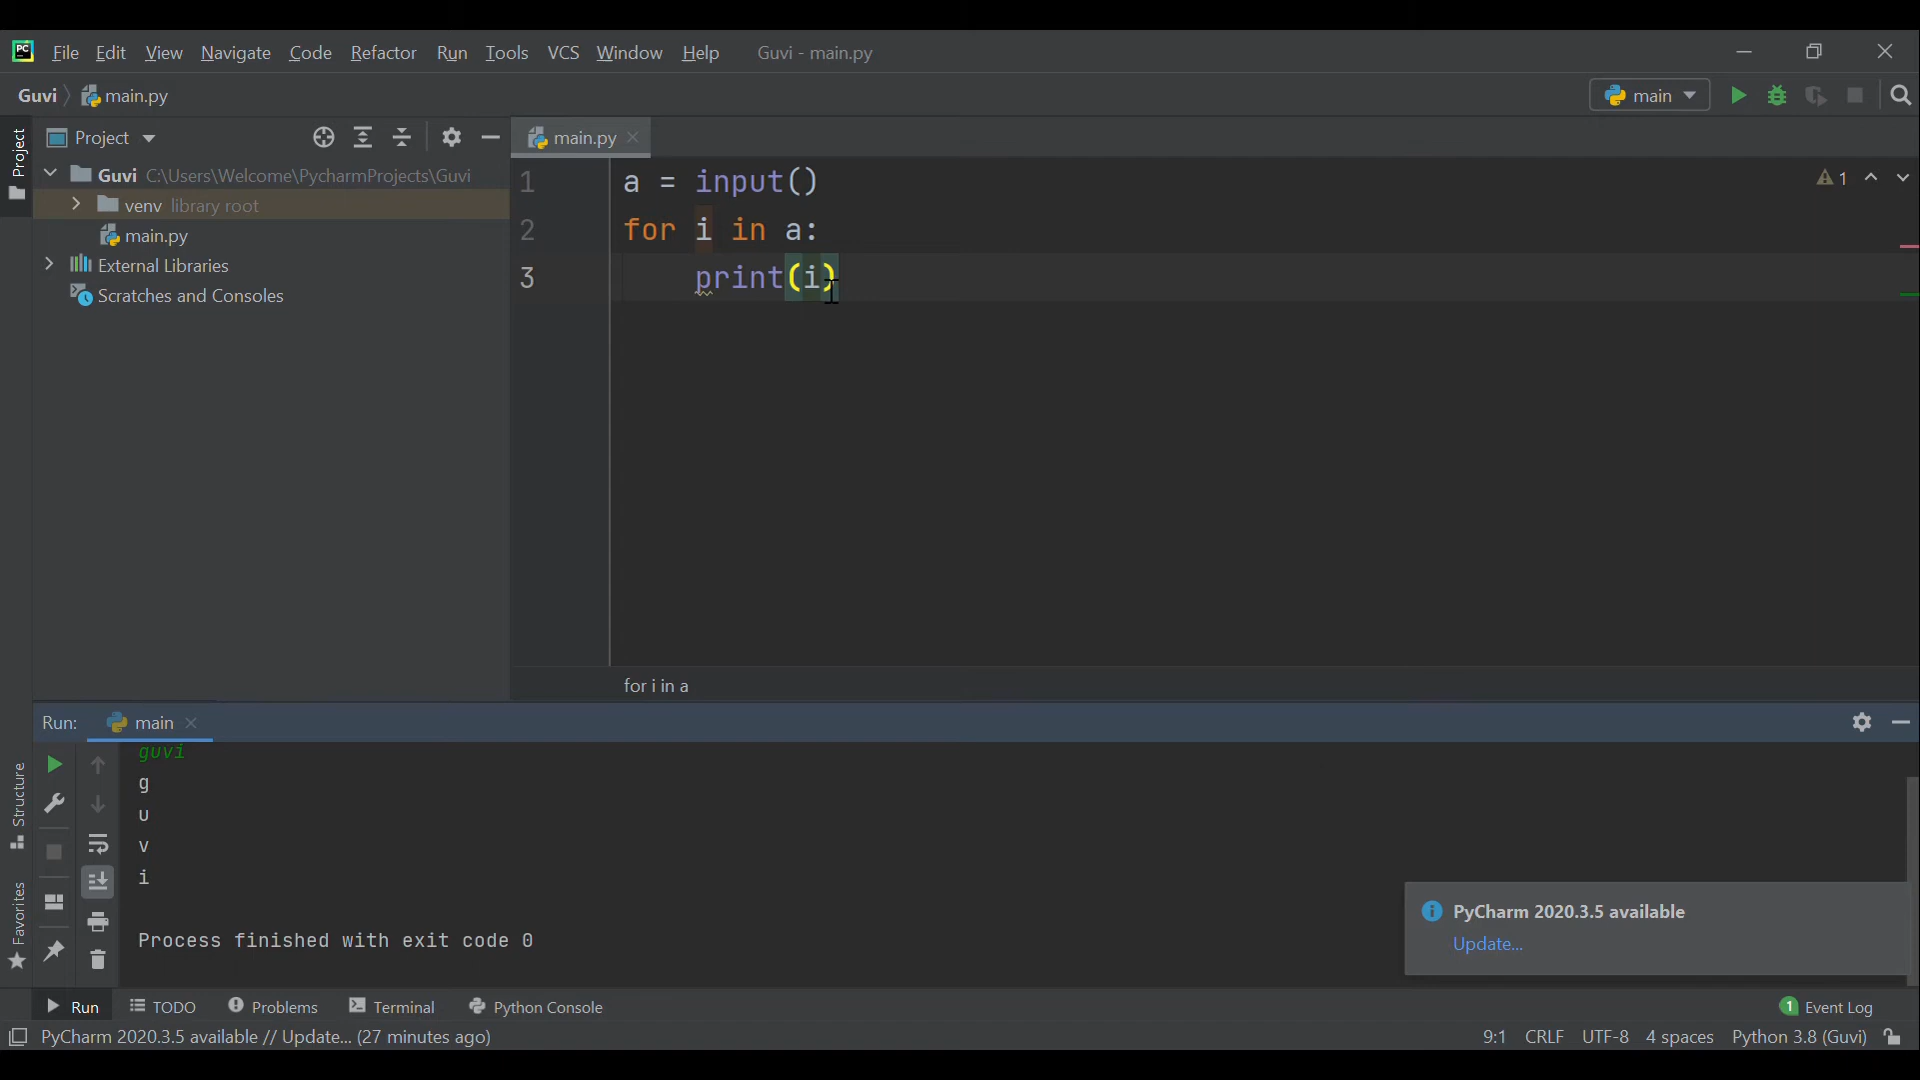 PC File Edit View Navigate Code Refactor Run Tools VCS Window Help Guvi - main.py
Guvi main.py main
Project
Project main.py
Guvi C:\Users\Welcome\PycharmProjects\Guvi
venv library root
main.py
External Libraries
Scratches and Consoles
1 a = input()
2 for i in a:
3 print(i)
1
for i in a
Run: main
guvi
g
u
v
i
Process finished with exit code 0
Structure
Favorites
PyCharm 2020.3.5 available
Update...
Run TODO Problems Terminal Python Console 1 Event Log
PyCharm 2020.3.5 available // Update... (27 minutes ago) 9:1 CRLF UTF-8 4 spaces Python 3.8 (Guvi)